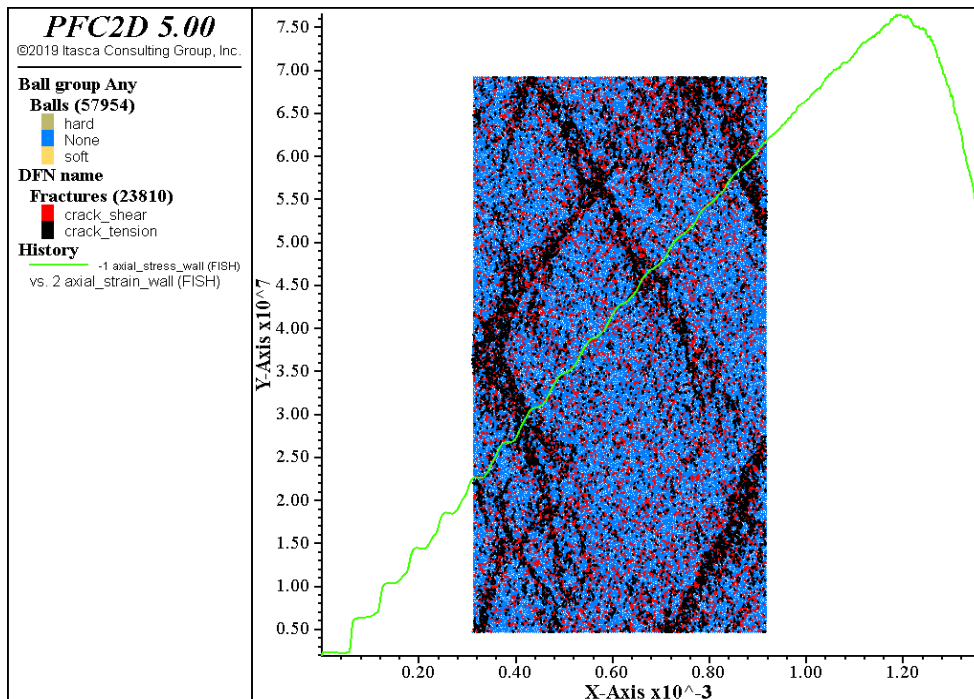 PFC2D 5.00
©2019 Itasca Consulting Group, Inc.
Ball group Any
Balls (57954)
hard
None
soft
DFN name
Fractures (23810)
crack_shear
crack_tension
History
-1 axial_stress_wall (FISH)
vs. 2 axial_strain_wall (FISH)
Y-Axis x10^7
7.50
7.00
6.50
6.00
5.50
5.00
4.50
4.00
3.50
3.00
2.50
2.00
1.50
1.00
0.50
0.20
0.40
0.60
0.80
1.00
1.20
X-Axis x10^-3